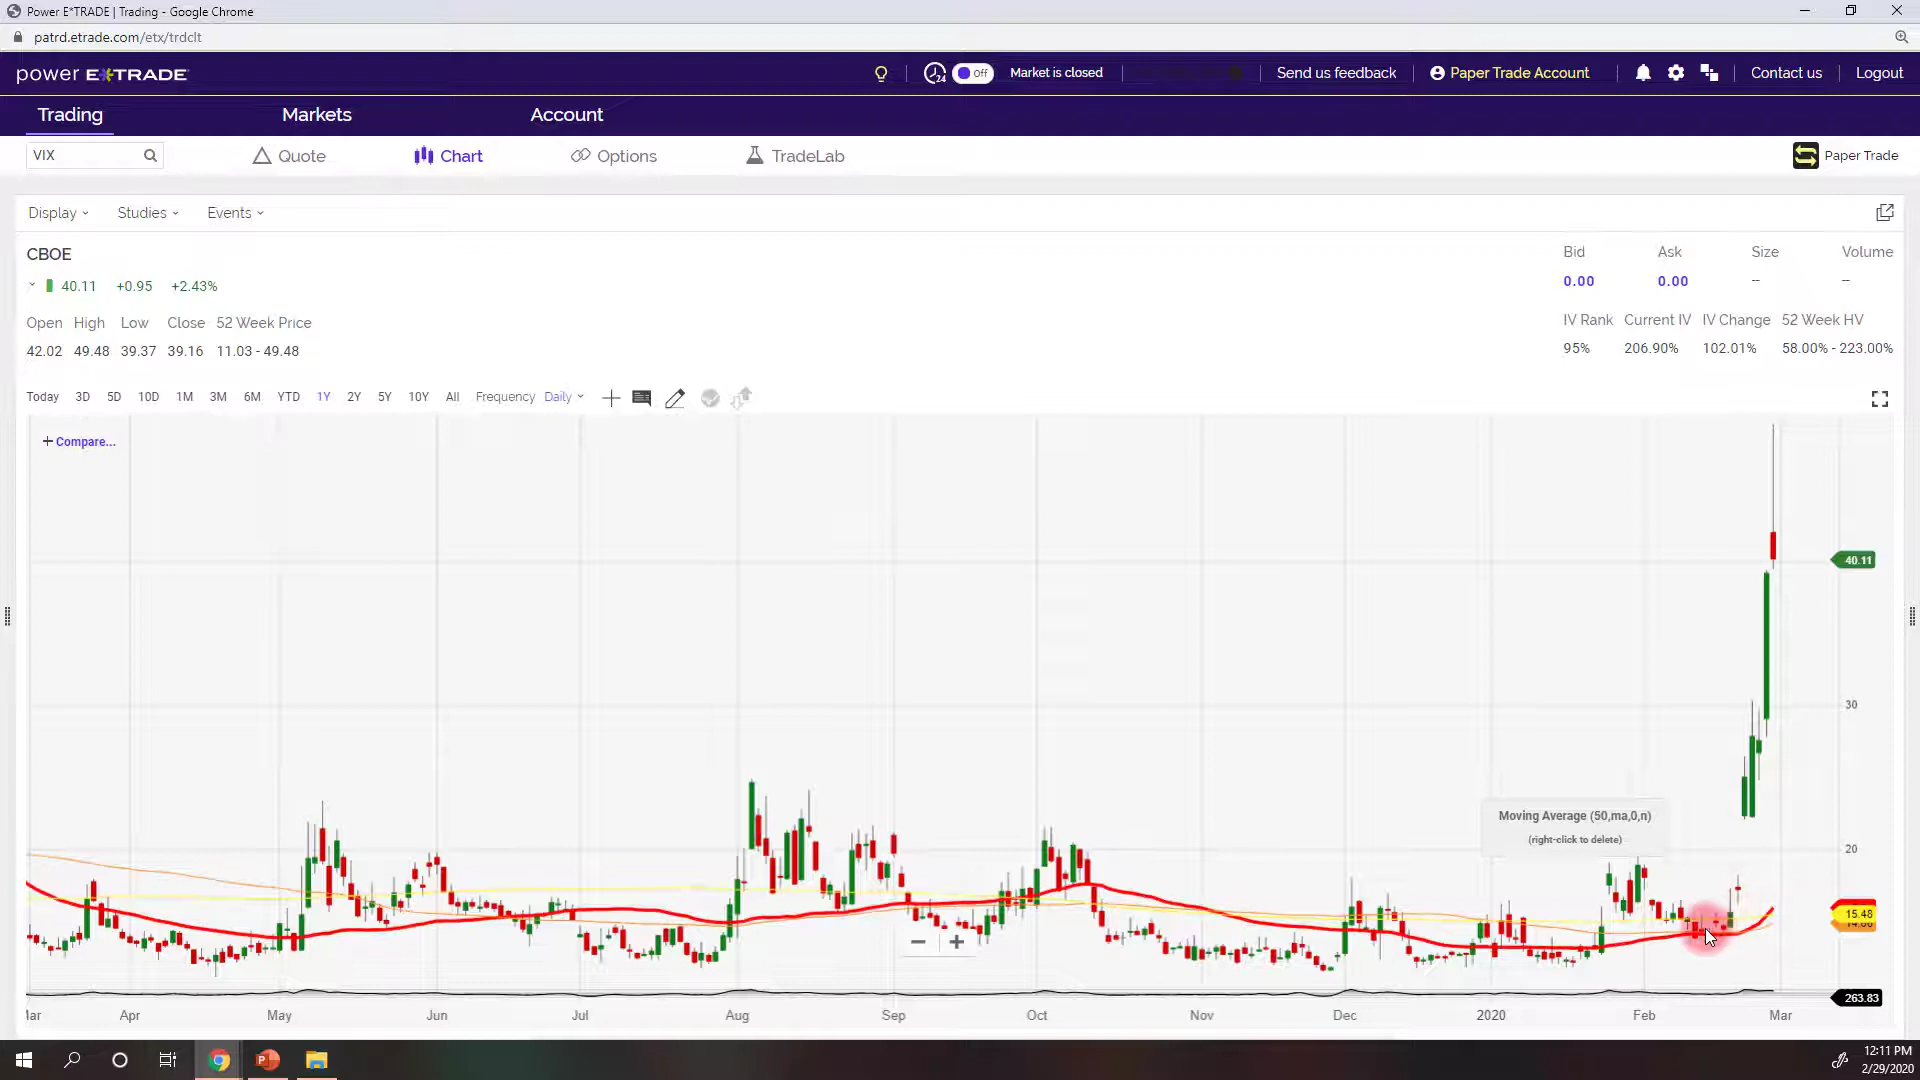 Power E*TRADE | Trading - Google Chrome
patrd.etrade.com/etx/trdclt
power E*TRADE
24 Off Market is closed Send us feedback Paper Trade Account Contact us Logout
Trading Markets Account
VIX Quote Chart Options TradeLab Paper Trade
Display Studies Events
CBOE
Bid Ask Size Volume
40.11 +0.95 +2.43%
0.00 0.00 -- --
Open High Low Close 52 Week Price
IV Rank Current IV IV Change 52 Week HV
42.02 49.48 39.37 39.16 11.03 - 49.48
95% 206.90% 102.01% 58.00% - 223.00%
Today 3D 5D 10D 1M 3M 6M YTD 1Y 2Y 5Y 10Y All Frequency Daily
+ Compare...
40.11
30
Moving Average (50,ma,0,n)
(right-click to delete)
20
15.48
263.83
Apr May Jun Jul Aug Sep Oct Nov Dec 2020 Feb Mar
12:11 PM
2/29/2020